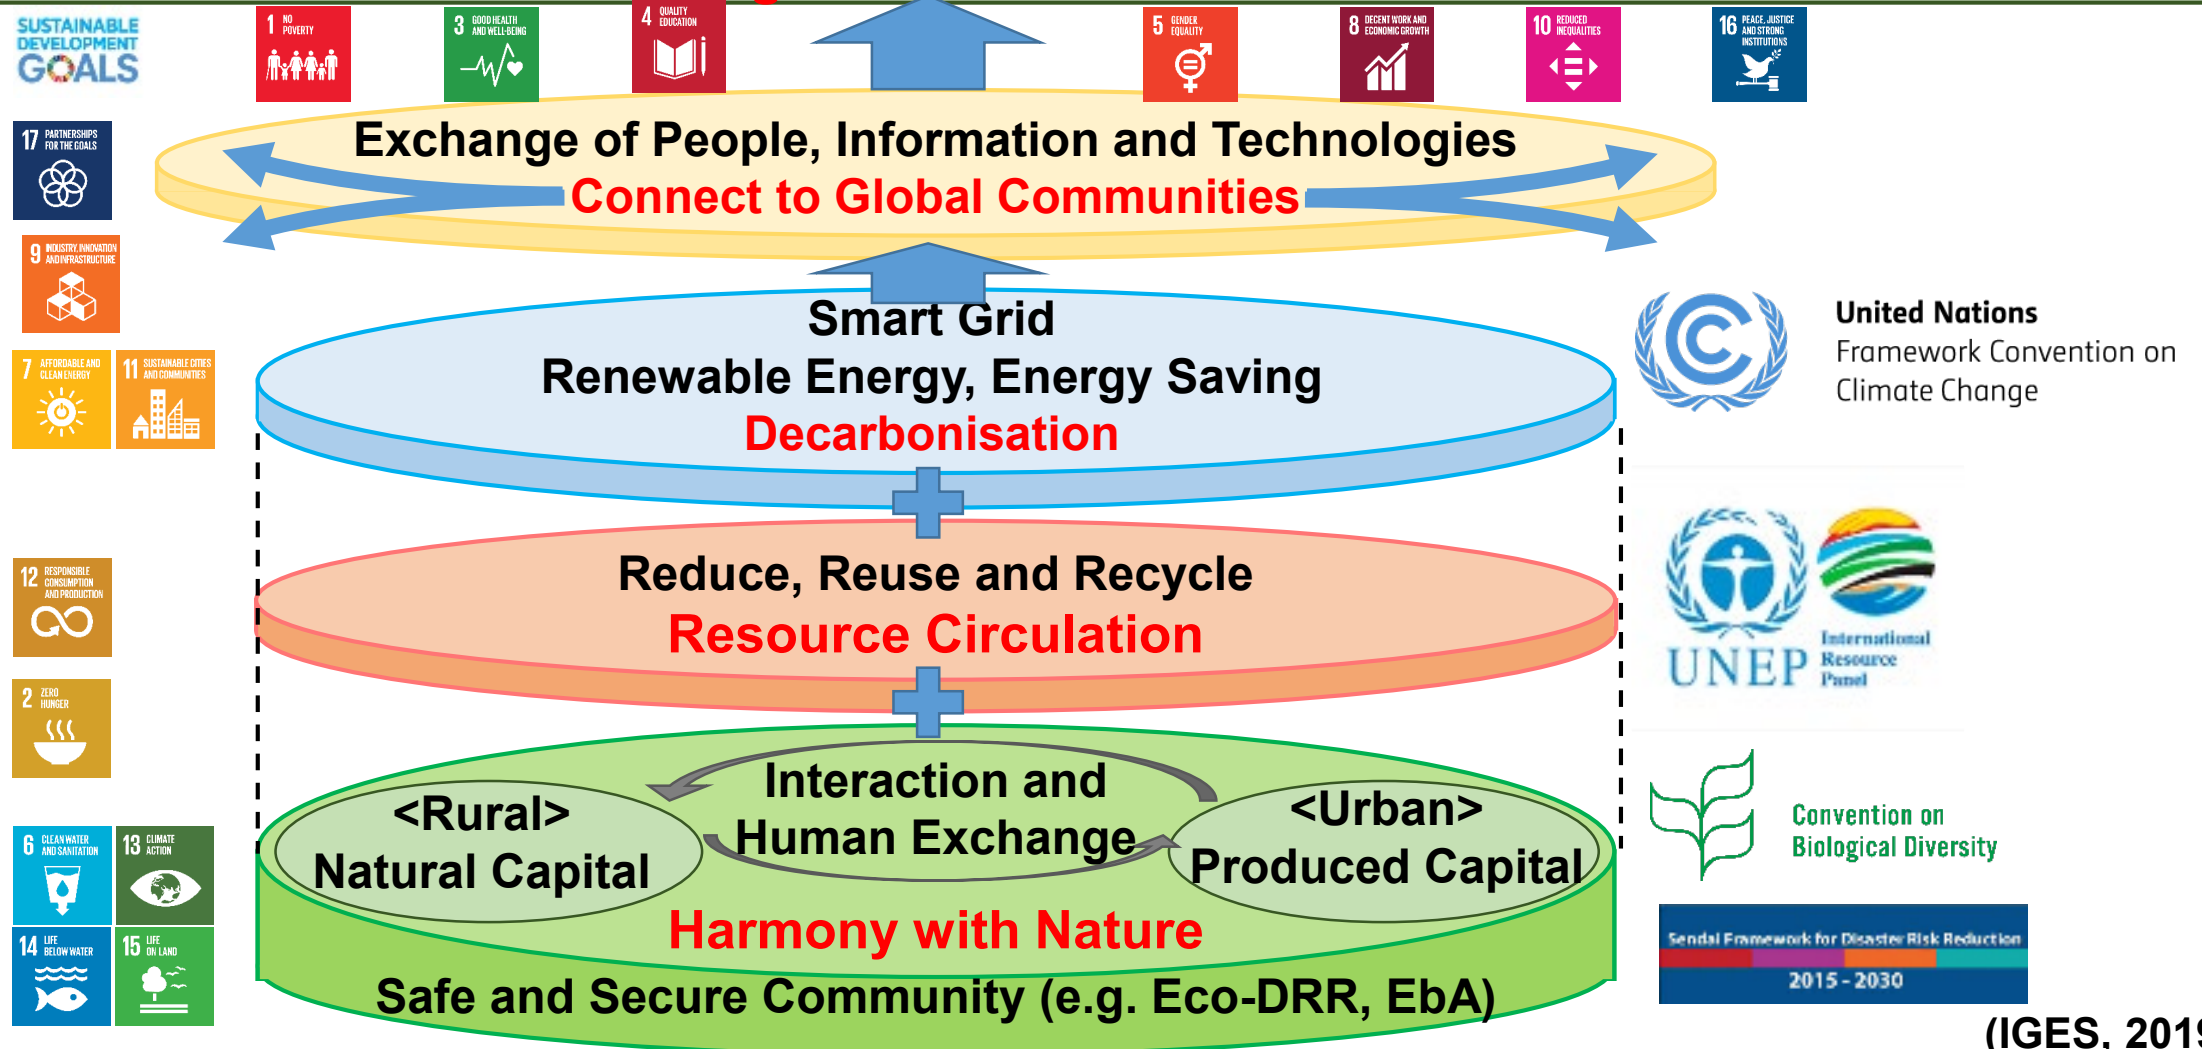 SUSTAINABLE
DEVELOPMENT
GOALS
1 NO
POVERTY
3 GOOD HEALTH
AND WELL-BEING
4 QUALITY
EDUCATION
5 GENDER
EQUALITY
8 DECENT WORK AND
ECONOMIC GROWTH
10 REDUCED
INEQUALITIES
16 PEACE, JUSTICE
AND STRONG
INSTITUTIONS
17 PARTNERSHIPS
FOR THE GOALS
Exchange of People, Information and Technologies
Connect to Global Communities
9 INDUSTRY, INNOVATION
AND INFRASTRUCTURE
Smart Grid
Renewable Energy, Energy Saving
Decarbonisation
United Nations
Framework Convention on
Climate Change
7 AFFORDABLE AND
CLEAN ENERGY
11 SUSTAINABLE CITIES
AND COMMUNITIES
12 RESPONSIBLE
CONSUMPTION
AND PRODUCTION
Reduce, Reuse and Recycle
Resource Circulation
UNEP
International
Resource
Panel
2 ZERO
HUNGER
<Rural>
Natural Capital
Interaction and
Human Exchange
<Urban>
Produced Capital
Convention on
Biological Diversity
6 CLEAN WATER
AND SANITATION
13 CLIMATE
ACTION
14 LIFE
BELOW WATER
15 LIFE
ON LAND
Harmony with Nature
Safe and Secure Community (e.g. Eco-DRR, EbA)
Sendai Framework for Disaster Risk Reduction
2015 - 2030
(IGES, 2019